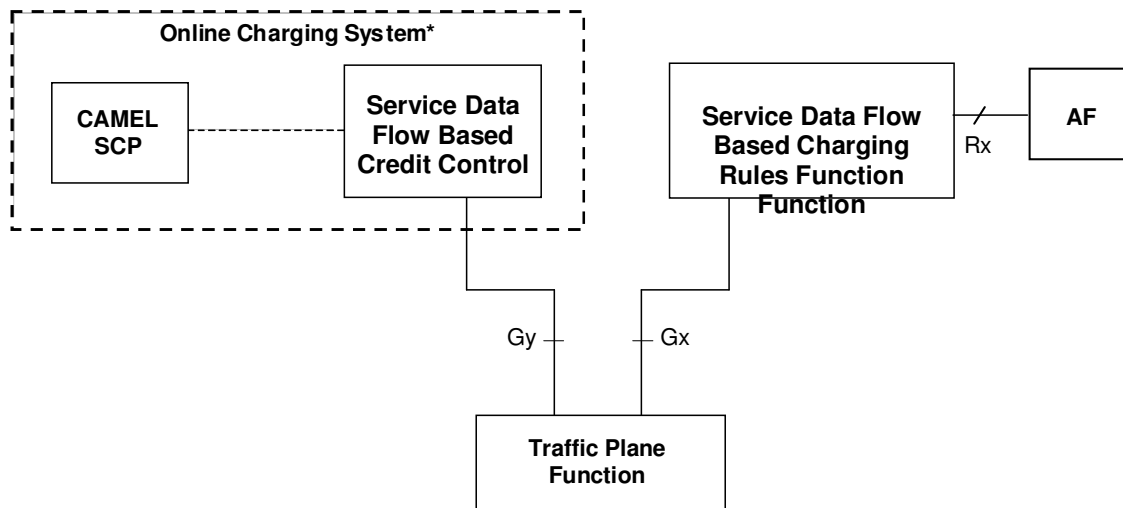 Online Charging System*
CAMEL
SCP
Service Data
Flow Based
Credit Control
Service Data Flow
Based Charging
Rules Function
Function
Rx
AF
Gy
Gx
Traffic Plane
Function